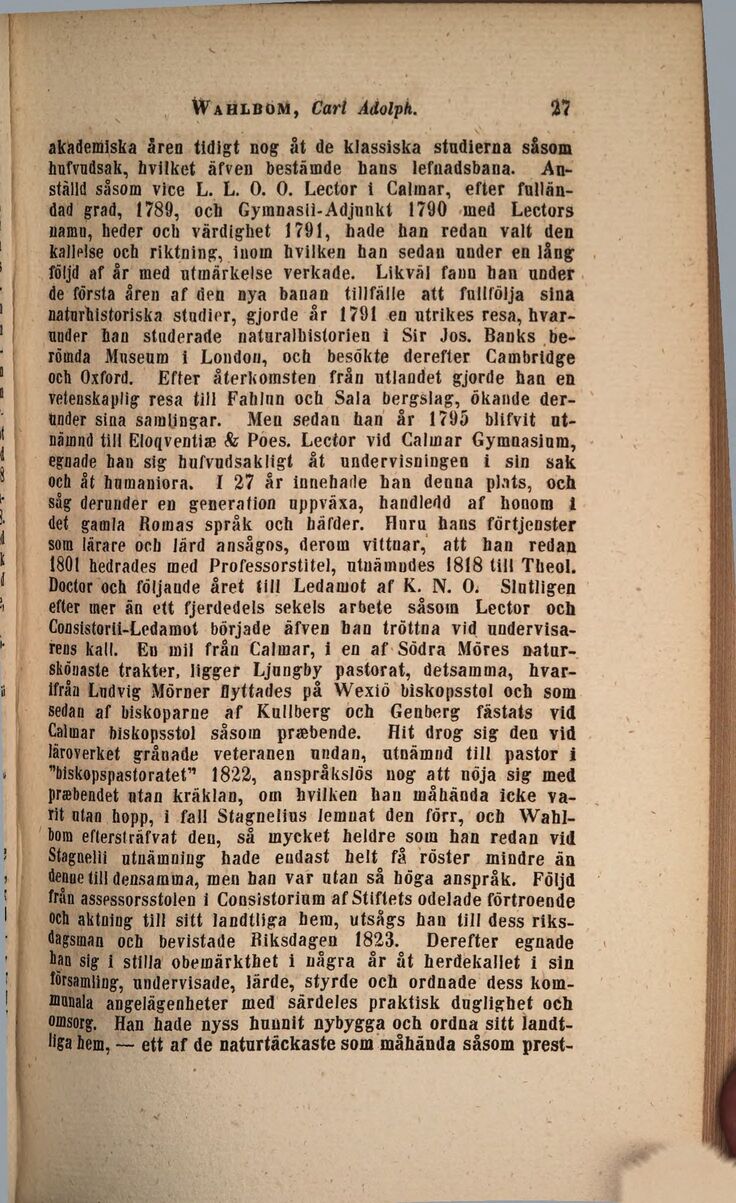 WAHLBOM, Carl Adolph. 27
akademiska åren tidigt nog åt de klassiska studierna såsom
hufvudsak, hvilket äfven bestämde hans lefnadsbana. An-
ställd såsom vice L. L. O. O. Lector i Calmar, efter fullän-
dad grad, 1789, och Gymnasii-Adjunkt 1790 med Lectors
namn, heder och värdighet 1791, hade han redan valt den
kallelse och riktning, inom hvilken han sedan under en lång
följd af år med utmärkelse verkade. Likväl fann han under
de första åren af den nya banan tillfälle att fullfölja sina
naturhistoriska studier, gjorde år 1791 en utrikes resa, hvar-
under han studerade naturalhistorien i Sir Jos. Banks be-
römda Museum i London, och besökte derefter Cambridge
och Oxford. Efter återkomsten från utlandet gjorde han en
vetenskaplig resa till Fahlun och Sala bergslag, ökande der-
under sina samlingar. Men sedan han år 1795 blifvit ut-
nämnd till Eloqventiæ & Poes. Lector vid Calmar Gymnasium,
egnade han sig hufvudsakligt åt undervisningen i sin sak
och åt humaniora. I 27 år innehade han denna plats, och
såg derunder en generation uppväxa, handledd af honom i
det gamla Romas språk och häfder. Huru hans förtjenster
som lärare och lärd ansågos, derom vittnar, att han redan
1801 hedrades med Professorstitel, utnämndes 1818 till Theol.
Doctor och följande året till Ledamot af K. N. O. Slutligen
efter mer än ett fjerdedels sekels arbete såsom Lector och
Consistorii-Ledamot började äfven han tröttna vid undervisa-
rens kall. En mil från Calmar, i en af Södra Möres natur-
skönaste trakter, ligger Ljungby pastorat, detsamma, hvar-
ifrån Ludvig Mörner flyttades på Wexiö biskopsstol och som
sedan af biskoparne af Kullberg och Genberg fästats vid
Calmar biskopsstol såsom præbende. Hit drog sig den vid
läroverket grånade veteranen undan, utnämnd till pastor i
"biskopspastoratet" 1822, anspråkslös nog att nöja sig med
præbendet utan kräklan, om hvilken han måhända icke va-
rit utan hopp, i fall Stagnelius lemnat den förr, och Wahl-
bom eftersträfvat den, så mycket heldre som han redan vid
Stagnelii utnämning hade endast helt få röster mindre än
denne till densamma, men han var utan så höga anspråk. Följd
från assessorsstolen i Consistorium af Stiftets odelade förtroende
och aktning till sitt landtliga hem, utsågs han till dess riks-
dagsman och bevistade Riksdagen 1823. Derefter egnade
han sig i stilla obemärkthet i några år åt herdekallet i sin
församling, undervisade, lärde, styrde och ordnade dess kom-
munala angelägenheter med särdeles praktisk duglighet och
omsorg. Han hade nyss hunnit nybygga och ordna sitt landt-
liga hem, — ett af de naturtäckaste som måhända såsom prest-